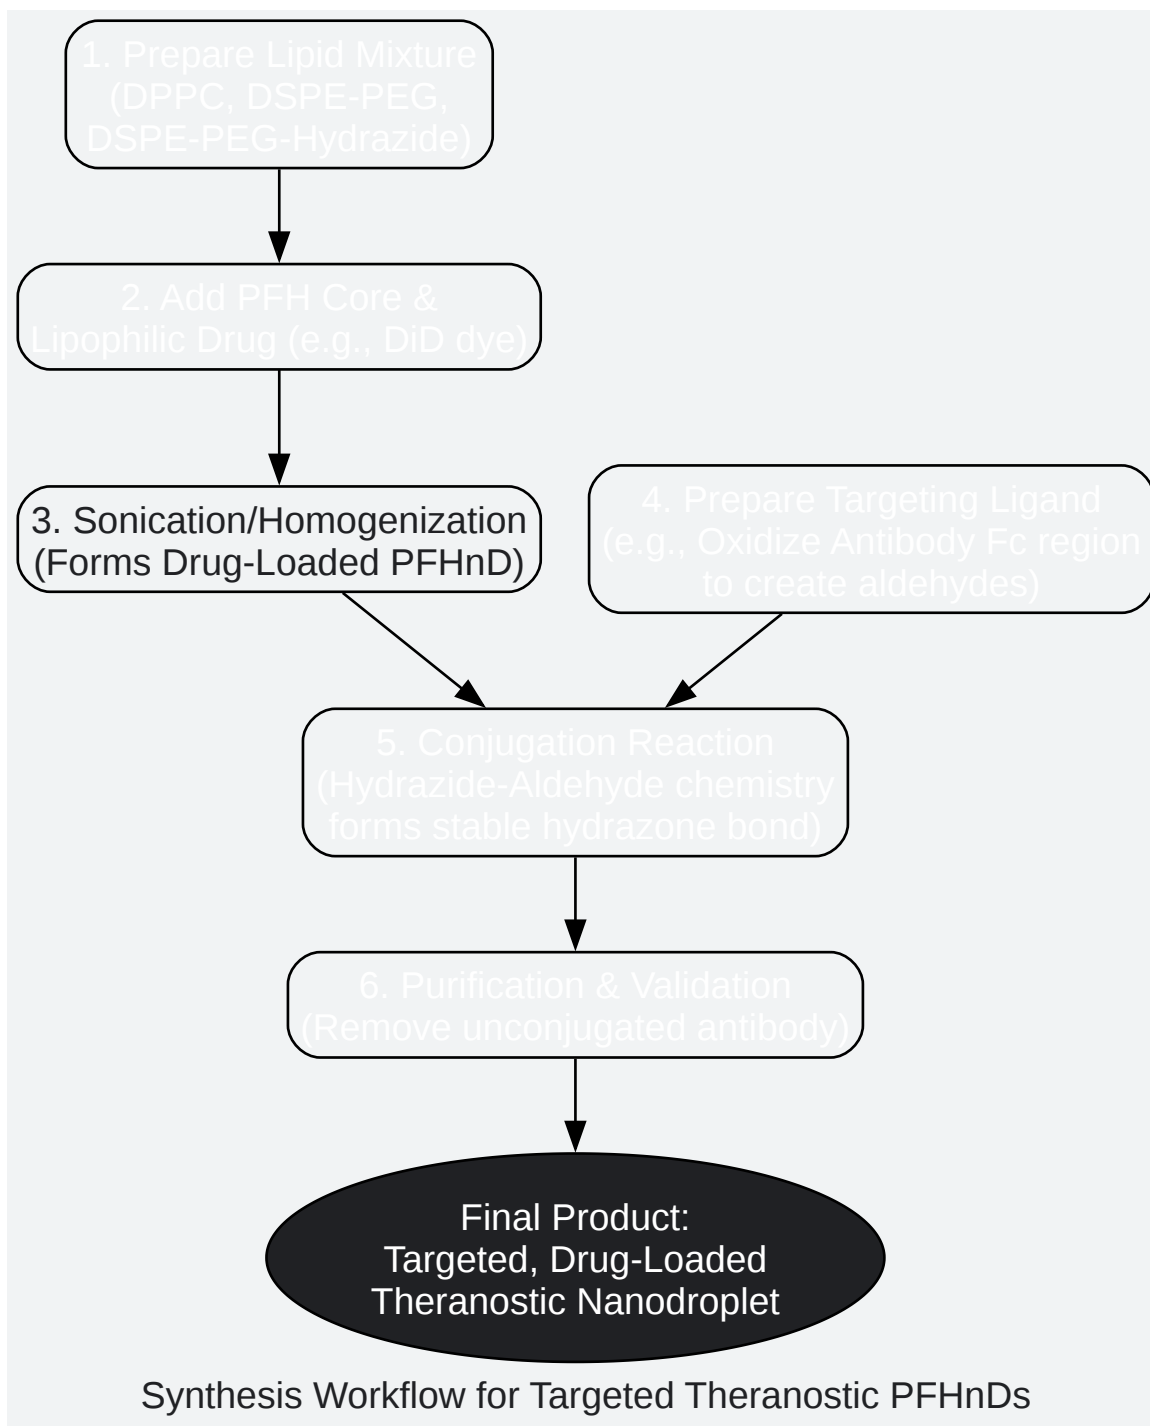 1. Prepare Lipid Mixture
(DPPC, DSPE-PEG,
DSPE-PEG-Hydrazide)
2. Add PFH Core &
Lipophilic Drug (e.g., DiD dye)
3. Sonication/Homogenization
(Forms Drug-Loaded PFHnD)
4. Prepare Targeting Ligand
(e.g., Oxidize Antibody Fc region
to create aldehydes)
5. Conjugation Reaction
(Hydrazide-Aldehyde chemistry
forms stable hydrazone bond)
6. Purification & Validation
(Remove unconjugated antibody)
Final Product:
Targeted, Drug-Loaded
Theranostic Nanodroplet
Synthesis Workflow for Targeted Theranostic PFHnDs